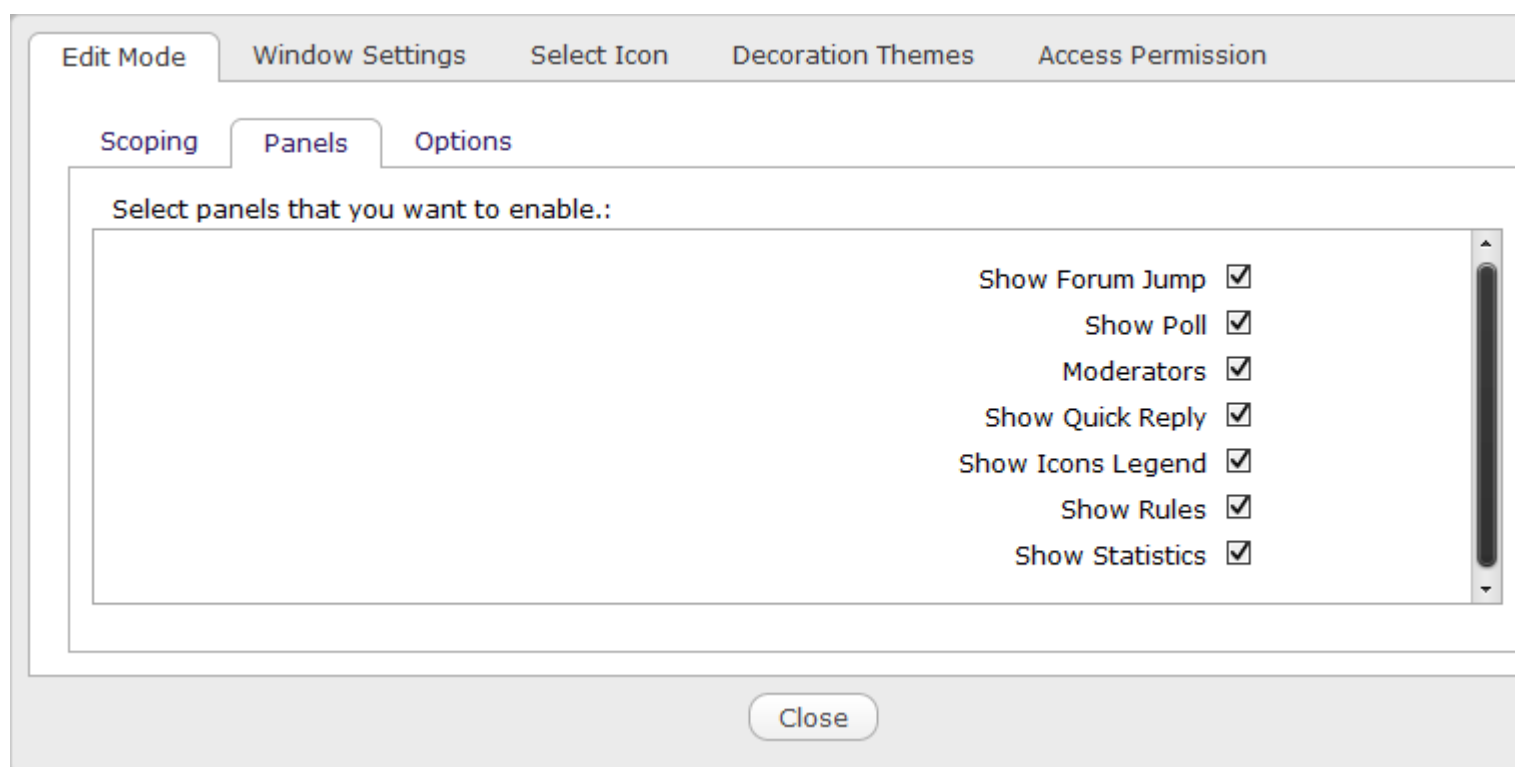 Edit Mode Window Settings Select Icon Decoration Themes Access Permission
Scoping Panels Options
Select panels that you want to enable.:
Show Forum Jump
Show Poll
Moderators
Show Quick Reply
Show Icons Legend
Show Rules
Show Statistics
Close